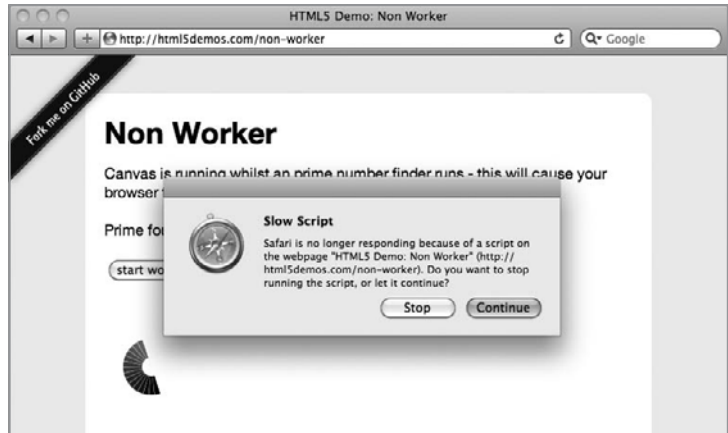 HTML5 Demo: Non Worker
http://html5demos.com/non-worker
Google
Fork me on GitHub
Non Worker
Canvas is running whilst an prime number finder runs - this will cause your
browser
Prime
start
Slow Script
Safari is no longer responding because of a script on
the webpage "HTML5 Demo: Non Worker" (http://
html5demos.com/non-worker). Do you want to stop
running the script, or let it continue?
Stop
Continue